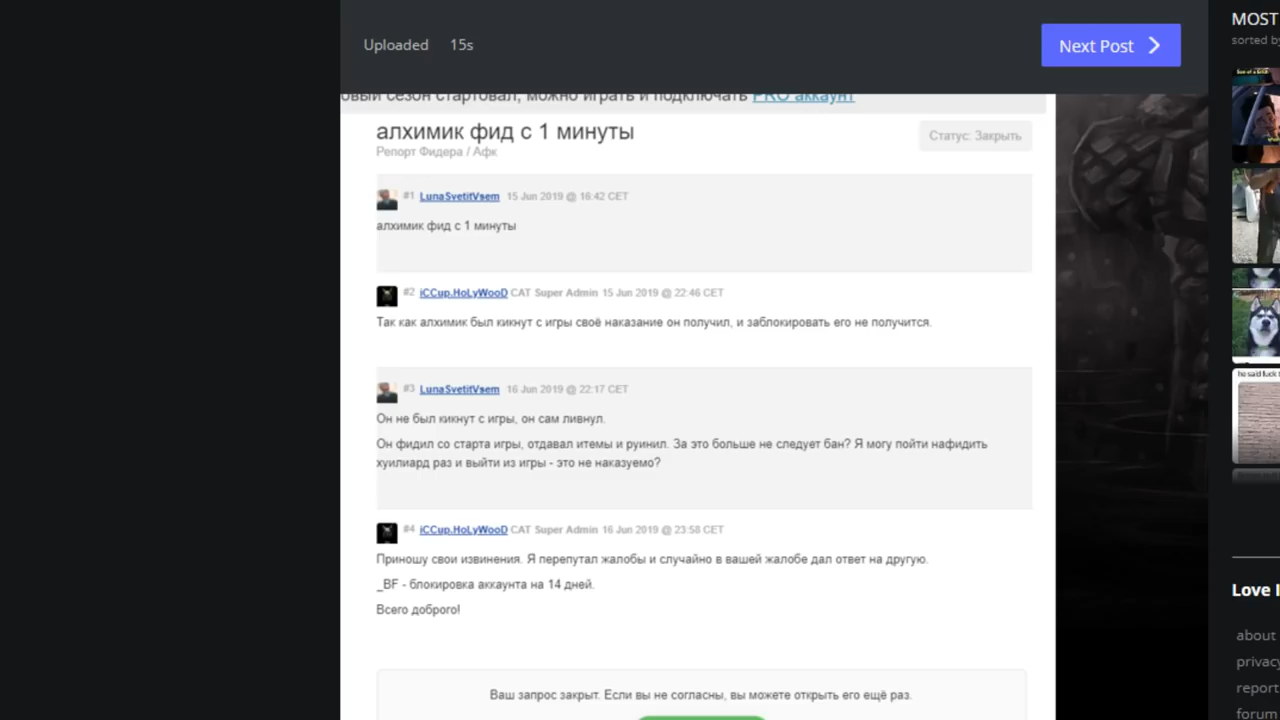 MOST
Uploaded 15s
Next Post
sorted by
овый сезон стартовал, можно играть и подключать PRO аккаунт
алхимик фид с 1 минуты
Статус: Закрыть
Репорт Фидера / Афк
#1 LunaSvetitVsem 15 Jun 2019 @ 16:42 CET
алхимик фид с 1 минуты
#2 iCCup.HoLyWooD CAT Super Admin 15 Jun 2019 @ 22:46 CET
Так как алхимик был кикнут с игры своё наказание он получил, и заблокировать его не получится.
he said fuck
#3 LunaSvetitVsem 16 Jun 2019 @ 22:17 CET
Он не был кикнут с игры, он сам ливнул.
Он фидил со старта игры, отдавал итемы и руинил. За это больше не следует бан? Я могу пойти нафидить
хуилиард раз и выйти из игры - это не наказуемо?
#4 iCCup.HoLyWooD CAT Super Admin 16 Jun 2019 @ 23:58 CET
Приношу свои извинения. Я перепутал жалобы и случайно в вашей жалобе дал ответ на другую.
_BF - блокировка аккаунта на 14 дней.
Всего доброго!
Love
about
privacy
report
forum
Ваш запрос закрыт. Если вы не согласны, вы можете открыть его ещё раз.